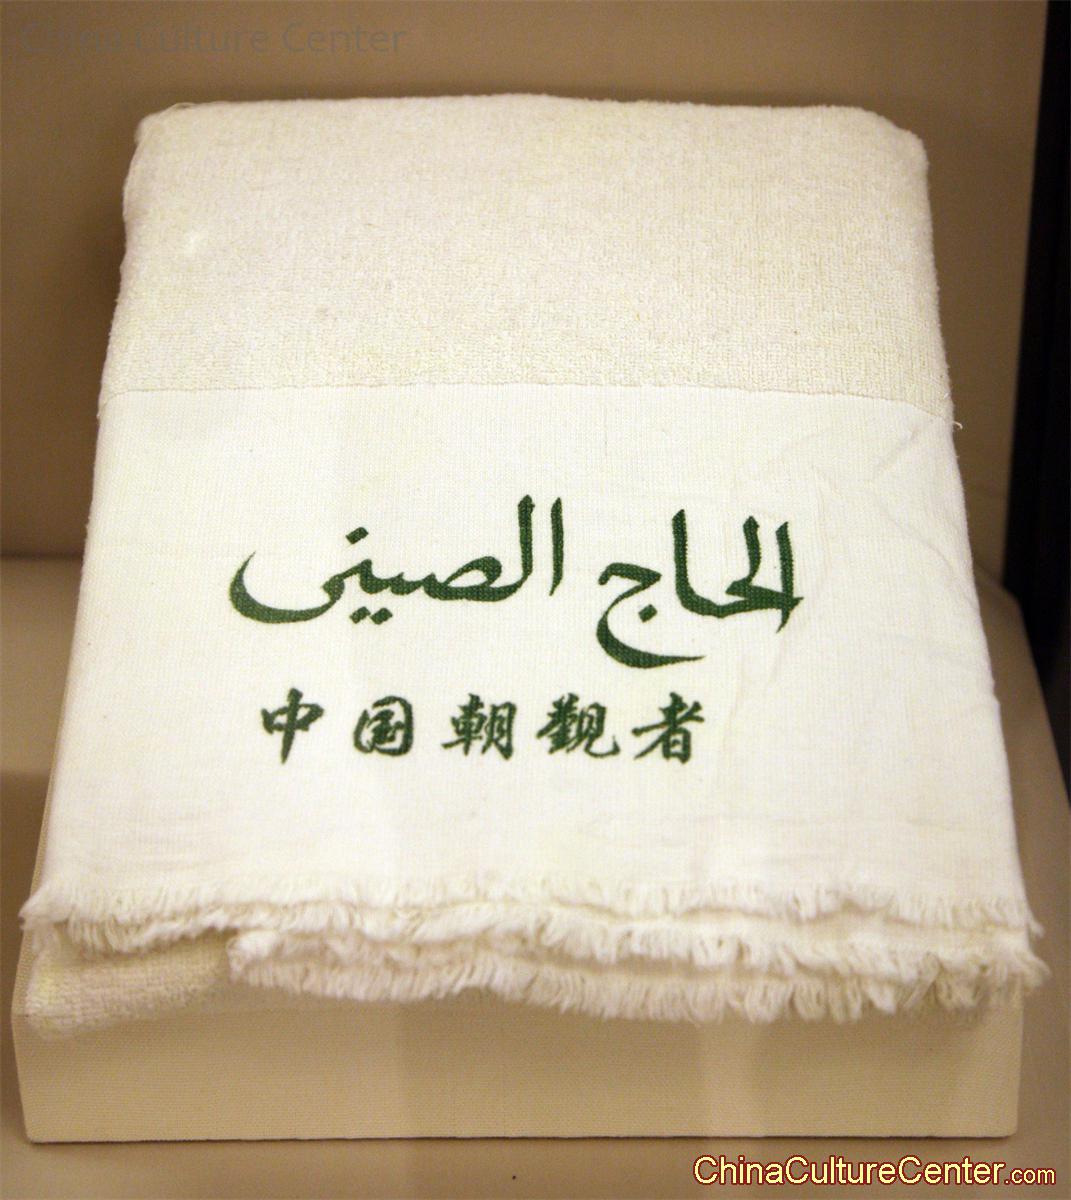 China Culture Center
الحاج الصيني
中国朝觐者
ChinaCultureCenter.com